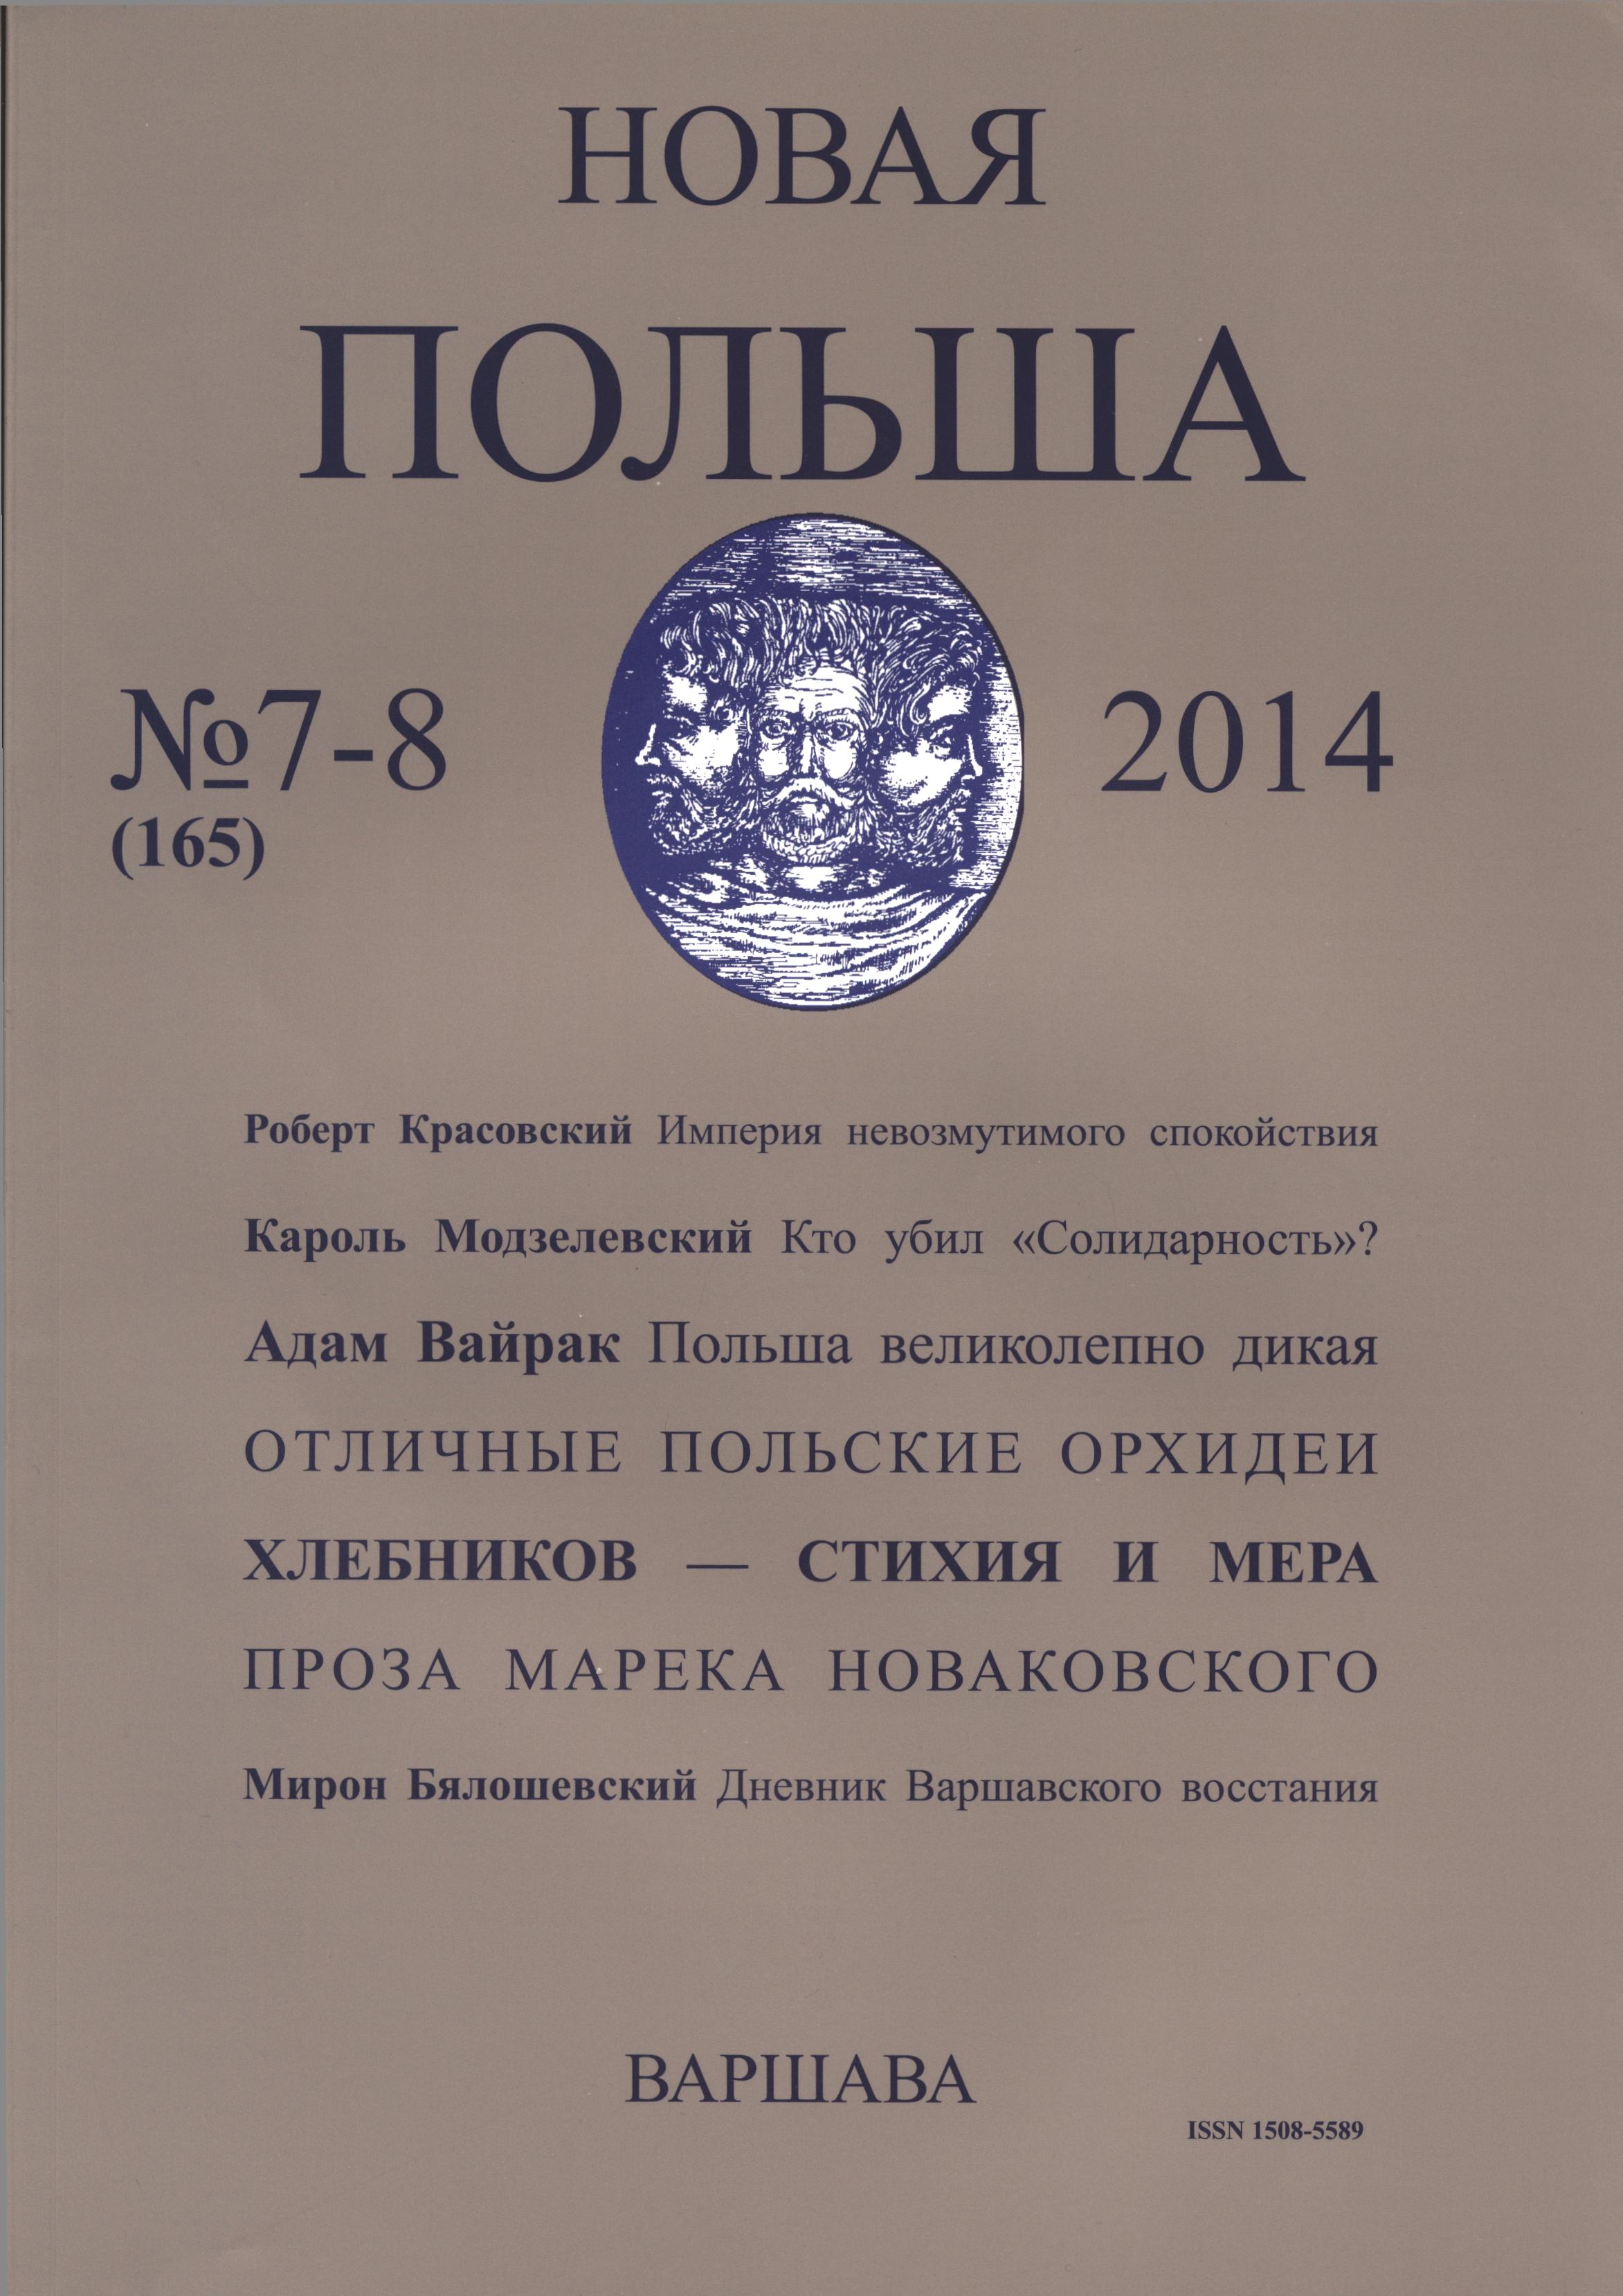 НОВАЯ
ПОЛЬША
№7-8
(165)
2014
Роберт Красовский Империя невозмутимого спокойствия
Кароль Модзелевский Кто убил «Солидарность»?
Адам Вайрак Польша великолепно дикая
ОТЛИЧНЫЕ ПОЛЬСКИЕ ОРХИДЕИ
ХЛЕБНИКОВ — СТИХИЯ И МЕРА
ПРОЗА МАРЕКА НОВАКОВСКОГО
Мирон Бялошевский Дневник Варшавского восстания
ВАРШАВА
ISSN 1508-5589